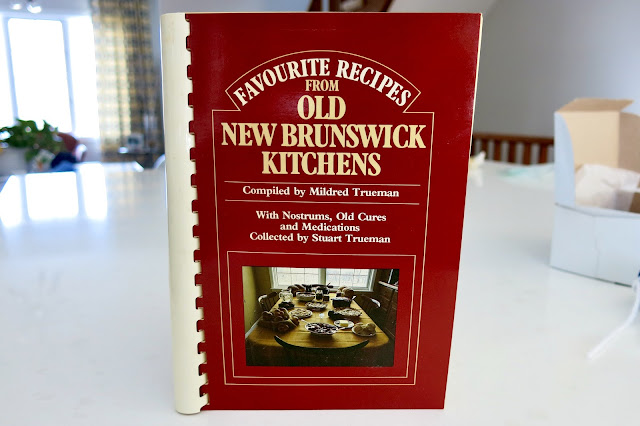 FAVOURITE RECIPES
FROM
OLD
NEW BRUNSWICK
KITCHENS
Compiled by Mildred Trueman
With Nostrums, Old Cures
and Medications
Collected by Stuart Trueman